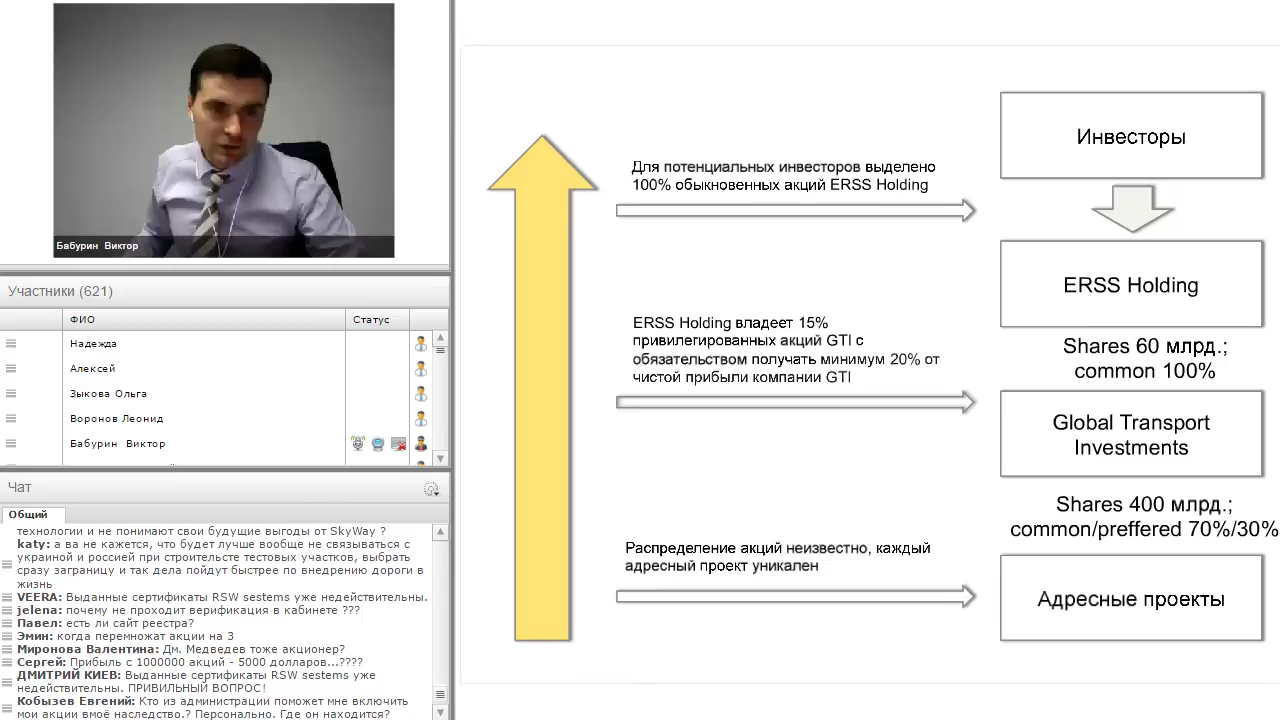 Бабурин Виктор
Участники (621)
ФИО
Статус
Надежда
Алексей
Зыкова Ольга
Воронов Леонид
Бабурин Виктор
Чат
Общий
технологии и не понимают свои будущие выгоды от SkyWay ?
katy: а ва не кажется, что будет лучше вообще не связываться с
украиной и россией при строительсте тестовых участков, выбрать
сразу заграницу и так дела пойдут быстрее по внедрению дороги в
жизнь
VEERA: Выданные сертификаты RSW sestems уже недействительны.
jelena: почему не проходит верификация в кабинете ???
Павел: есть ли сайт реестра?
Эмин: когда перемножат акции на 3
Миронова Валентина: Дм. Медведев тоже акционер?
Сергей: Прибыль с 1000000 акций - 5000 долларов...????
ДМИТРИЙ КИЕВ: Выданные сертификаты RSW sestems уже
недействительны. ПРИВИЛЬНЫЙ ВОПРОС!
Кобызев Евгений: Кто из администрации поможет мне включить
мои акции вмоё наследство.? Персонально. Где он находится?
Для потенциальных инвесторов выделено
100% обыкновенных акций ERSS Holding
ERSS Holding владеет 15%
привилегированных акций GTI с
обязательством получать минимум 20% от
чистой прибыли компании GTI
Распределение акций неизвестно, каждый
адресный проект уникален
Инвесторы
ERSS Holding
Shares 60 млрд.;
common 100%
Global Transport
Investments
Shares 400 млрд.;
common/preffered 70%/30%
Адресные проекты